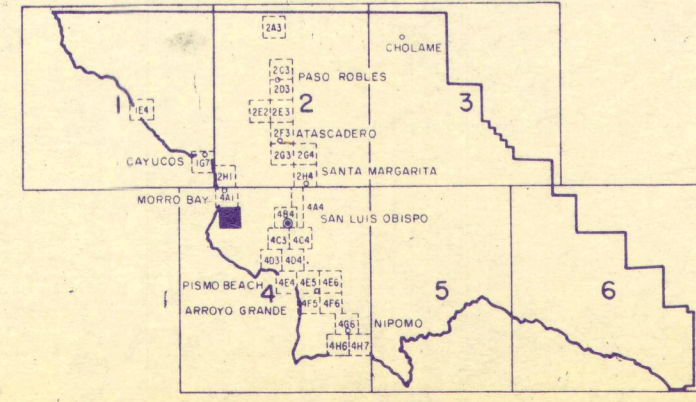 2A3
CHOLAME
2C3
PASO ROBLES
2D3
1
1E4
2E2 2E3
2
3
2F3
ATASCADERO
2G3 2G4
CAYUCOS
1G7
2H1
2H4
SANTA MARGARITA
MORRO BAY
4A1
4A4
4B4
SAN LUIS OBISPO
4C3 4C4
4D3 4D4
PISMO BEACH
4
4E4 4E5 4E6
5
6
ARROYO GRANDE
4F5 4F6
4G6
NIPOMO
4H6 4H7